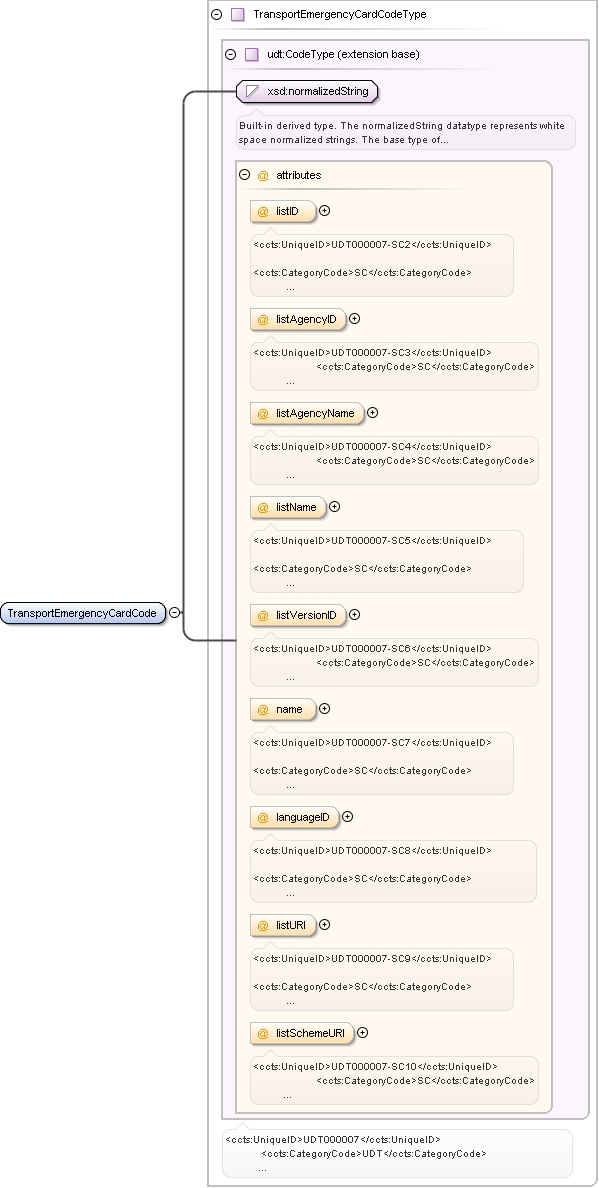 TransportEmergencyCardCodeType
udt:CodeType (extension base)
xsd:normalizedString
Built-in derived type. The normalizedString datatype represents white
space normalized strings. The base type of...
@ attributes
@ listID
<ccts:UniqueID>UDT000007-SC2</ccts:UniqueID>
<ccts:CategoryCode>SC</ccts:CategoryCode>
...
@ listAgencyID
<ccts:UniqueID>UDT000007-SC3</ccts:UniqueID>
<ccts:CategoryCode>SC</ccts:CategoryCode>
...
@ listAgencyName
<ccts:UniqueID>UDT000007-SC4</ccts:UniqueID>
<ccts:CategoryCode>SC</ccts:CategoryCode>
...
@ listName
<ccts:UniqueID>UDT000007-SC5</ccts:UniqueID>
<ccts:CategoryCode>SC</ccts:CategoryCode>
...
TransportEmergencyCardCode
@ listVersionID
<ccts:UniqueID>UDT000007-SC6</ccts:UniqueID>
<ccts:CategoryCode>SC</ccts:CategoryCode>
...
@ name
<ccts:UniqueID>UDT000007-SC7</ccts:UniqueID>
<ccts:CategoryCode>SC</ccts:CategoryCode>
...
@ languageID
<ccts:UniqueID>UDT000007-SC8</ccts:UniqueID>
<ccts:CategoryCode>SC</ccts:CategoryCode>
...
@ listURI
<ccts:UniqueID>UDT000007-SC9</ccts:UniqueID>
<ccts:CategoryCode>SC</ccts:CategoryCode>
...
@ listSchemeURI
<ccts:UniqueID>UDT000007-SC10</ccts:UniqueID>
<ccts:CategoryCode>SC</ccts:CategoryCode>
...
<ccts:UniqueID>UDT000007</ccts:UniqueID>
<ccts:CategoryCode>UDT</ccts:CategoryCode>
...